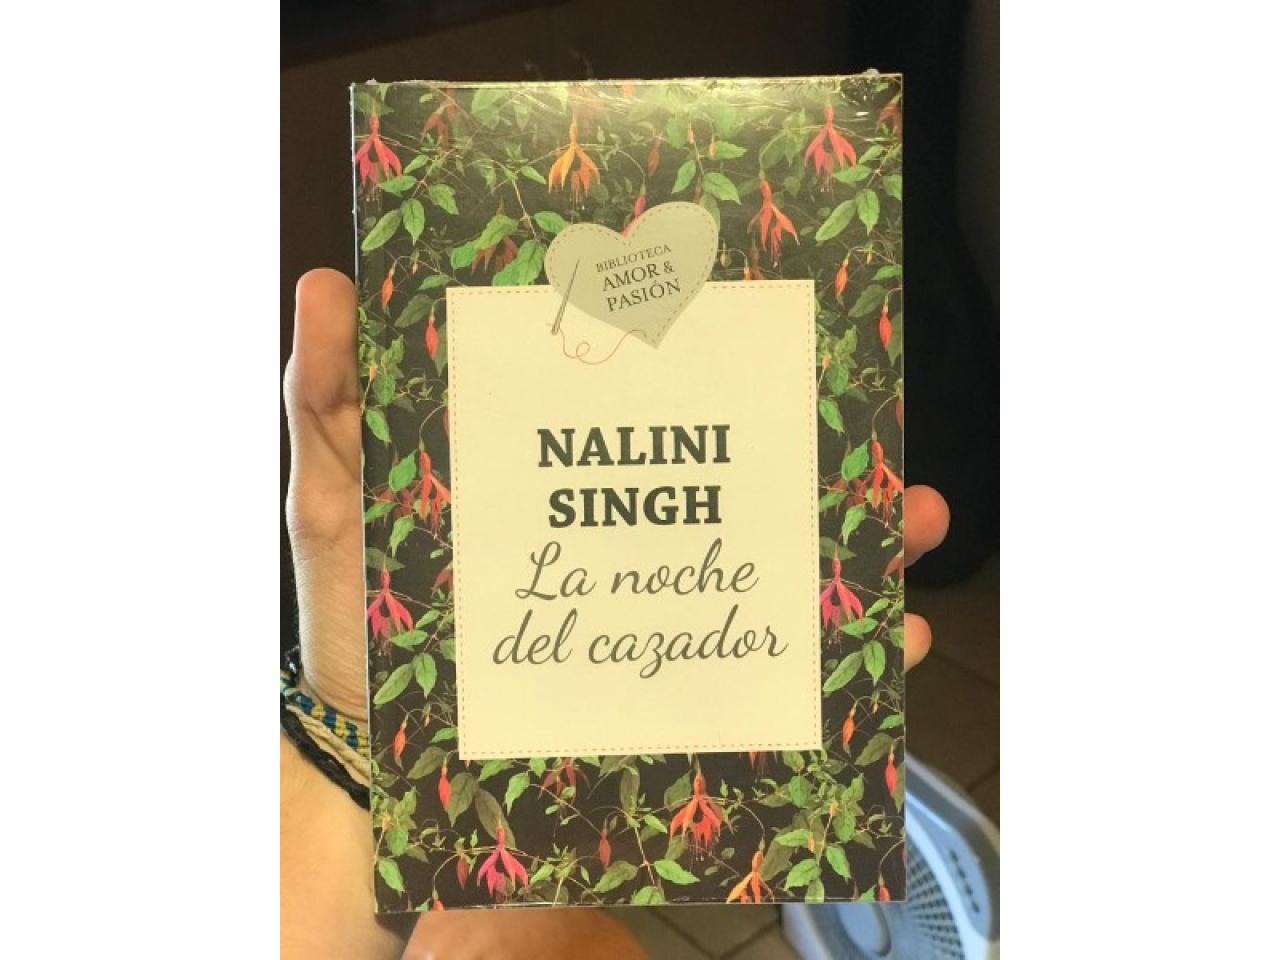 BIBLIOTECA
AMOR &
PASIÓN
NALINI
SINGH
La noche
del cazador